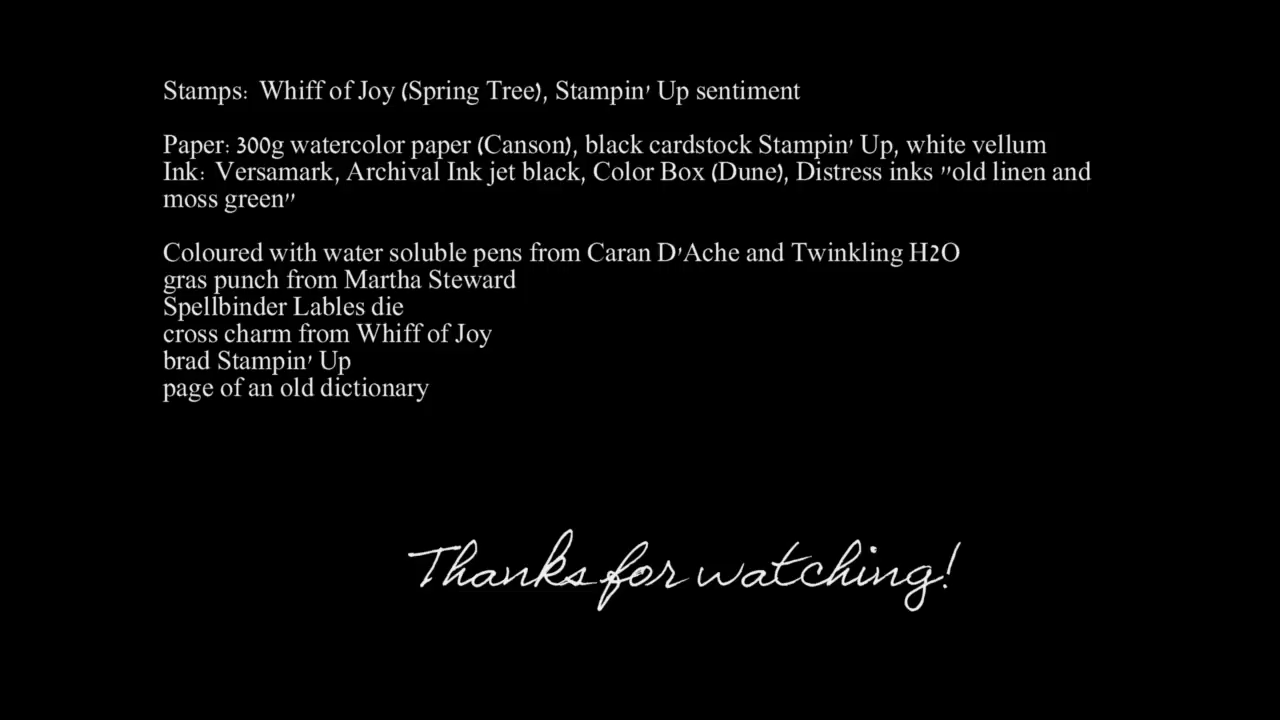 Stamps:  Whiff of Joy (Spring Tree), Stampin' Up sentiment
Paper: 300g watercolor paper (Canson), black cardstock Stampin' Up, white vellum
Ink:  Versamark, Archival Ink jet black, Color Box (Dune), Distress inks "old linen and
moss green"
Coloured with water soluble pens from Caran D'Ache and Twinkling H2O
gras punch from Martha Steward
Spellbinder Lables die
cross charm from Whiff of Joy
brad Stampin' Up
page of an old dictionary
Thanks for watching!